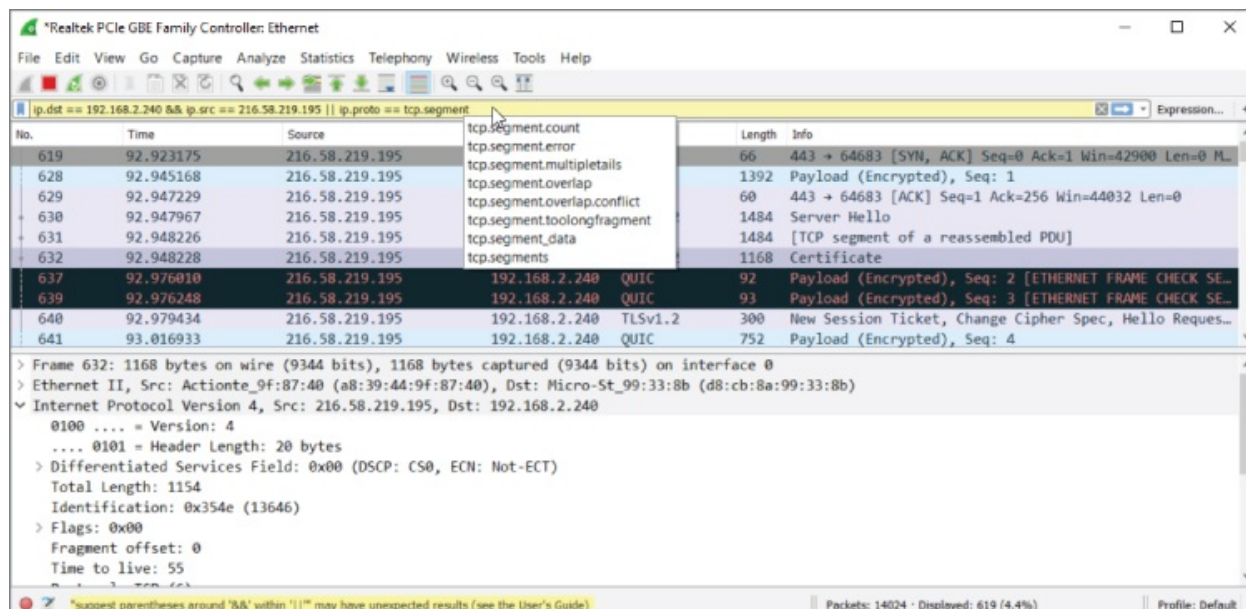 *Realtek PCIe GBE Family Controller: Ethernet
File Edit View Go Capture Analyze Statistics Telephony Wireless Tools Help
ip.dst == 192.168.2.240 && ip.src == 216.58.219.195 || ip.proto == tcp.segment Expression...
tcp.segment.count
tcp.segment.error
tcp.segment.multipletails
tcp.segment.overlap
tcp.segment.overlap.conflict
tcp.segment.toolongfragment
tcp.segment_data
tcp.segments
No. Time Source Length Info
619 92.923175 216.58.219.195 66 443 → 64683 [SYN, ACK] Seq=0 Ack=1 Win=42900 Len=0 M…
628 92.945168 216.58.219.195 1392 Payload (Encrypted), Seq: 1
629 92.947229 216.58.219.195 60 443 → 64683 [ACK] Seq=1 Ack=256 Win=44032 Len=0
630 92.947967 216.58.219.195 1484 Server Hello
631 92.948226 216.58.219.195 1484 [TCP segment of a reassembled PDU]
632 92.948228 216.58.219.195 1168 Certificate
637 92.976010 216.58.219.195 192.168.2.240 QUIC 92 Payload (Encrypted), Seq: 2 [ETHERNET FRAME CHECK SE…
639 92.976248 216.58.219.195 192.168.2.240 QUIC 93 Payload (Encrypted), Seq: 3 [ETHERNET FRAME CHECK SE…
640 92.979434 216.58.219.195 192.168.2.240 TLSv1.2 300 New Session Ticket, Change Cipher Spec, Hello Reques…
641 93.016933 216.58.219.195 192.168.2.240 QUIC 752 Payload (Encrypted), Seq: 4
Frame 632: 1168 bytes on wire (9344 bits), 1168 bytes captured (9344 bits) on interface 0
Ethernet II, Src: Actionte_9f:87:40 (a8:39:44:9f:87:40), Dst: Micro-St_99:33:8b (d8:cb:8a:99:33:8b)
Internet Protocol Version 4, Src: 216.58.219.195, Dst: 192.168.2.240
0100 .... = Version: 4
.... 0101 = Header Length: 20 bytes
Differentiated Services Field: 0x00 (DSCP: CS0, ECN: Not-ECT)
Total Length: 1154
Identification: 0x354e (13646)
Flags: 0x00
Fragment offset: 0
Time to live: 55
"suggest parentheses around '&&' within '||'" may have unexpected results (see the User's Guide) Packets: 14024 · Displayed: 619 (4.4%) Profile: Default